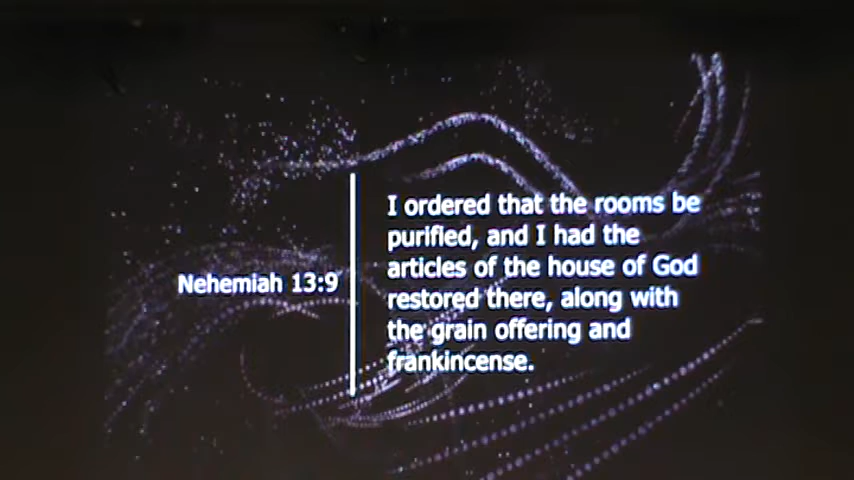 Nehemiah 13:9
I ordered that the rooms be
purified, and I had the
articles of the house of God
restored there, along with
the grain offering and
frankincense.